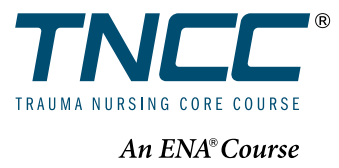 TNCC®
TRAUMA NURSING CORE COURSE
An ENA® Course